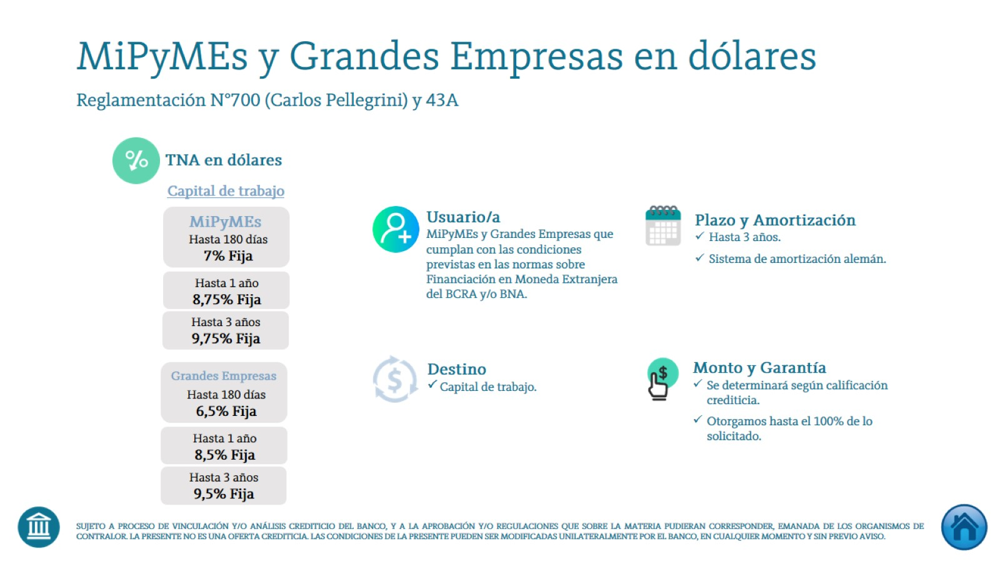 MiPyMEs y Grandes Empresas en dólares
Reglamentación N°700 (Carlos Pellegrini) y 43A
TNA en dólares
Capital de trabajo
MiPyMEs
Hasta 180 días
7% Fija
Hasta 1 año
8,75% Fija
Hasta 3 años
9,75% Fija
Grandes Empresas
Hasta 180 días
6,5% Fija
Hasta 1 año
8,5% Fija
Hasta 3 años
9,5% Fija
Usuario/a
MiPyMEs y Grandes Empresas que
cumplan con las condiciones
previstas en las normas sobre
Financiación en Moneda Extranjera
del BCRA y/o BNA.
Destino
✓ Capital de trabajo.
Plazo y Amortización
✓ Hasta 3 años.
✓ Sistema de amortización alemán.
Monto y Garantía
✓ Se determinará según calificación
crediticia.
✓ Otorgamos hasta el 100% de lo
solicitado.
SUJETO A PROCESO DE VINCULACIÓN Y/O ANÁLISIS CREDITICIO DEL BANCO, Y A LA APROBACIÓN Y/O REGULACIONES QUE SOBRE LA MATERIA PUDIERAN CORRESPONDER, EMANADA DE LOS ORGANISMOS DE
CONTRALOR. LA PRESENTE NO ES UNA OFERTA CREDITICIA. LAS CONDICIONES DE LA PRESENTE PUEDEN SER MODIFICADAS UNILATERALMENTE POR EL BANCO, EN CUALQUIER MOMENTO Y SIN PREVIO AVISO.